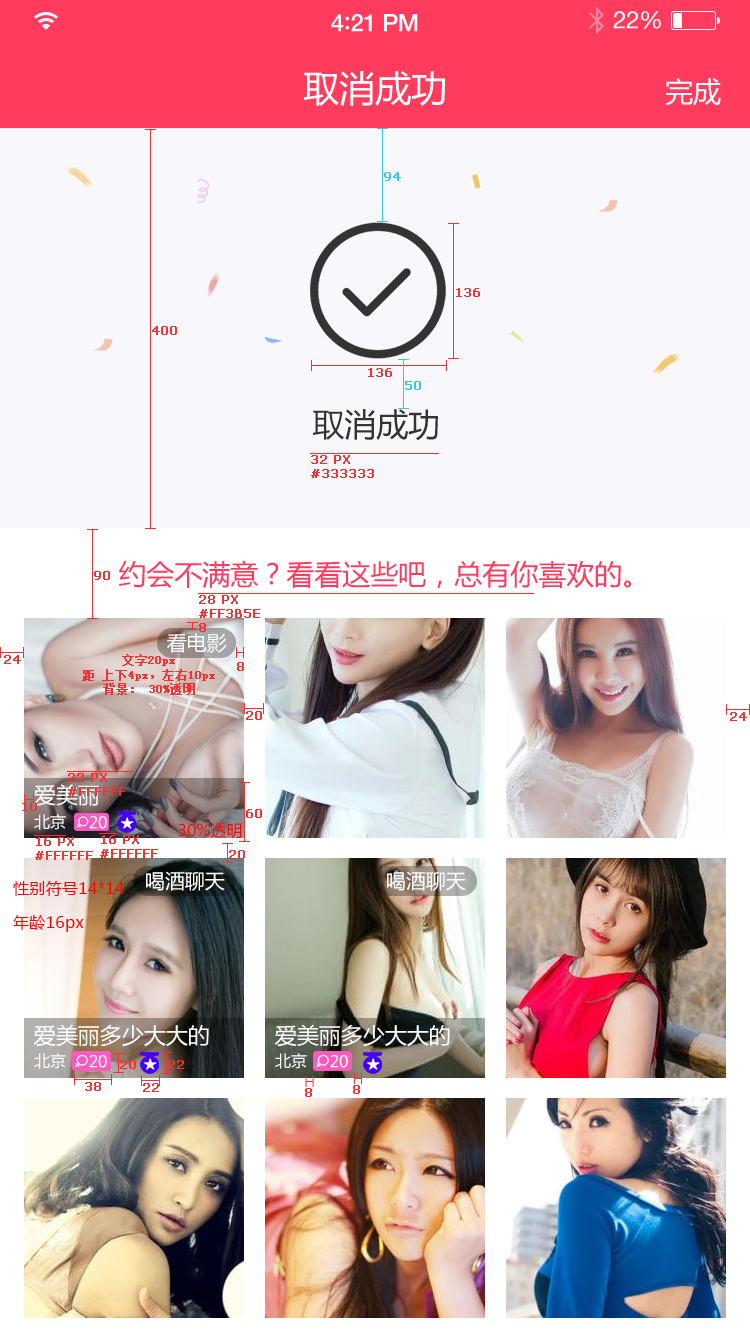 4:21 PM 22%
取消成功 完成
94
136
400
136
50
取消成功
32 PX
#333333
90 约会不满意？看看这些吧，总有你喜欢的。
28 PX
#FF3B5E
8
看电影
24 文字20px 8
距 上下4px，左右10px
背景： 30%透明
20 24
22 PX
#FFFFFF
爱美丽
10 60
北京 20 30%透明
16 PX 16 PX
#FFFFFF #FFFFFF 20
性别符号14*14 喝酒聊天 喝酒聊天
年龄16px
爱美丽多少大大的 爱美丽多少大大的
北京 20 20 22 北京 20
38 22 8 8